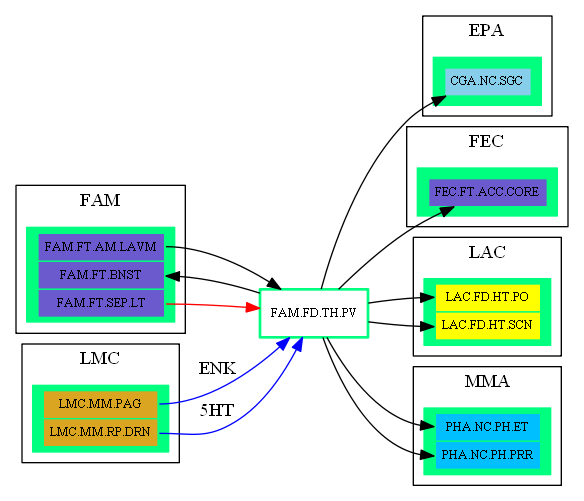 EPA
CGA.NC.SGC
FEC
FEC.FT.ACC.CORE
FAM
FAM.FT.AM.LAVM
FAM.FT.BNST
FAM.FT.SEP.LT
LAC
LAC.FD.HT.PO
LAC.FD.HT.SCN
FAM.FD.TH.PV
LMC
LMC.MM.PAG
LMC.MM.RP.DRN
ENK
5HT
MMA
PHA.NC.PH.ET
PHA.NC.PH.PRR